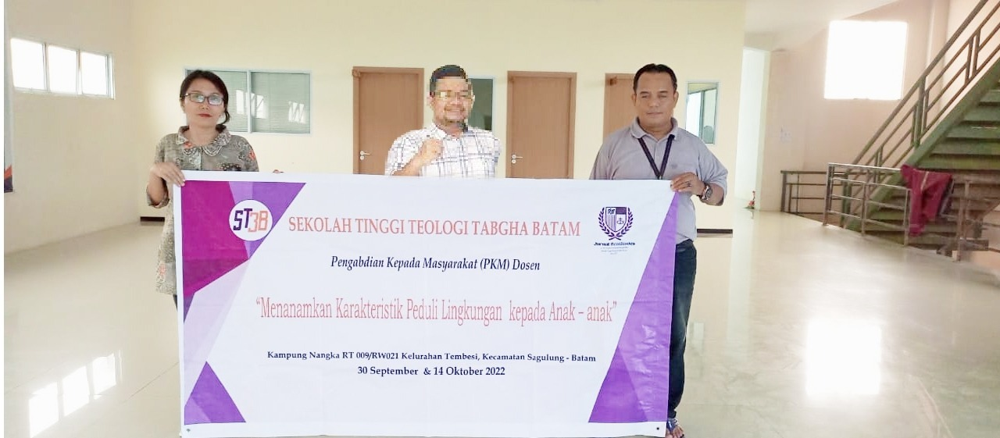 ST3B
SEKOLAH TINGGI TEOLOGI TABGHA BATAM
Pengabdian Kepada Masyarakat (PKM) Dosen
“Menanamkan Karakteristik Peduli Lingkungan kepada Anak – anak”
Kampung Nangka RT 009/RW021 Kelurahan Tembesi, Kecamatan Sagulung - Batam
30 September & 14 Oktober 2022